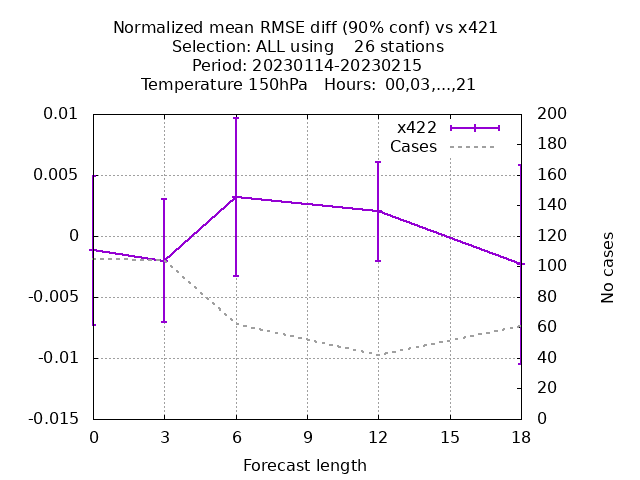 Normalized mean RMSE diff (90% conf) vs x421
Selection: ALL using    26 stations
Period: 20230114-20230215
Temperature 150hPa   Hours: 00,03,...,21
x422
Cases
0.01
0.005
0
-0.005
-0.01
-0.015
200
180
160
140
120
100
80
60
40
20
0
No cases
0 3 6 9 12 15 18
Forecast length